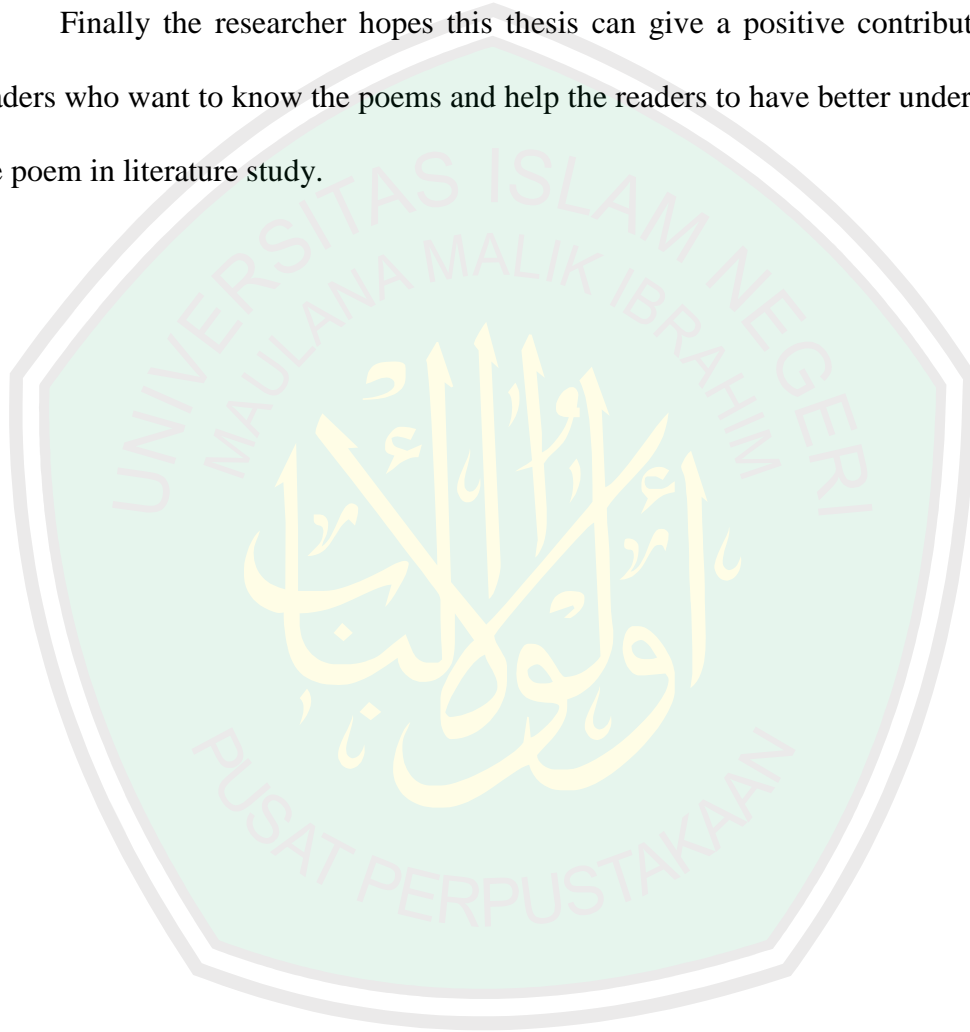 Finally the researcher hopes this thesis can give a positive contribut
aders who want to know the poems and help the readers to have better under
e poem in literature study.
UNIVERSITAS ISLAM NEGERI
MAULANA MALIK IBRAHIM
أولوا الألباب
PUSAT PERPUSTAKAAN